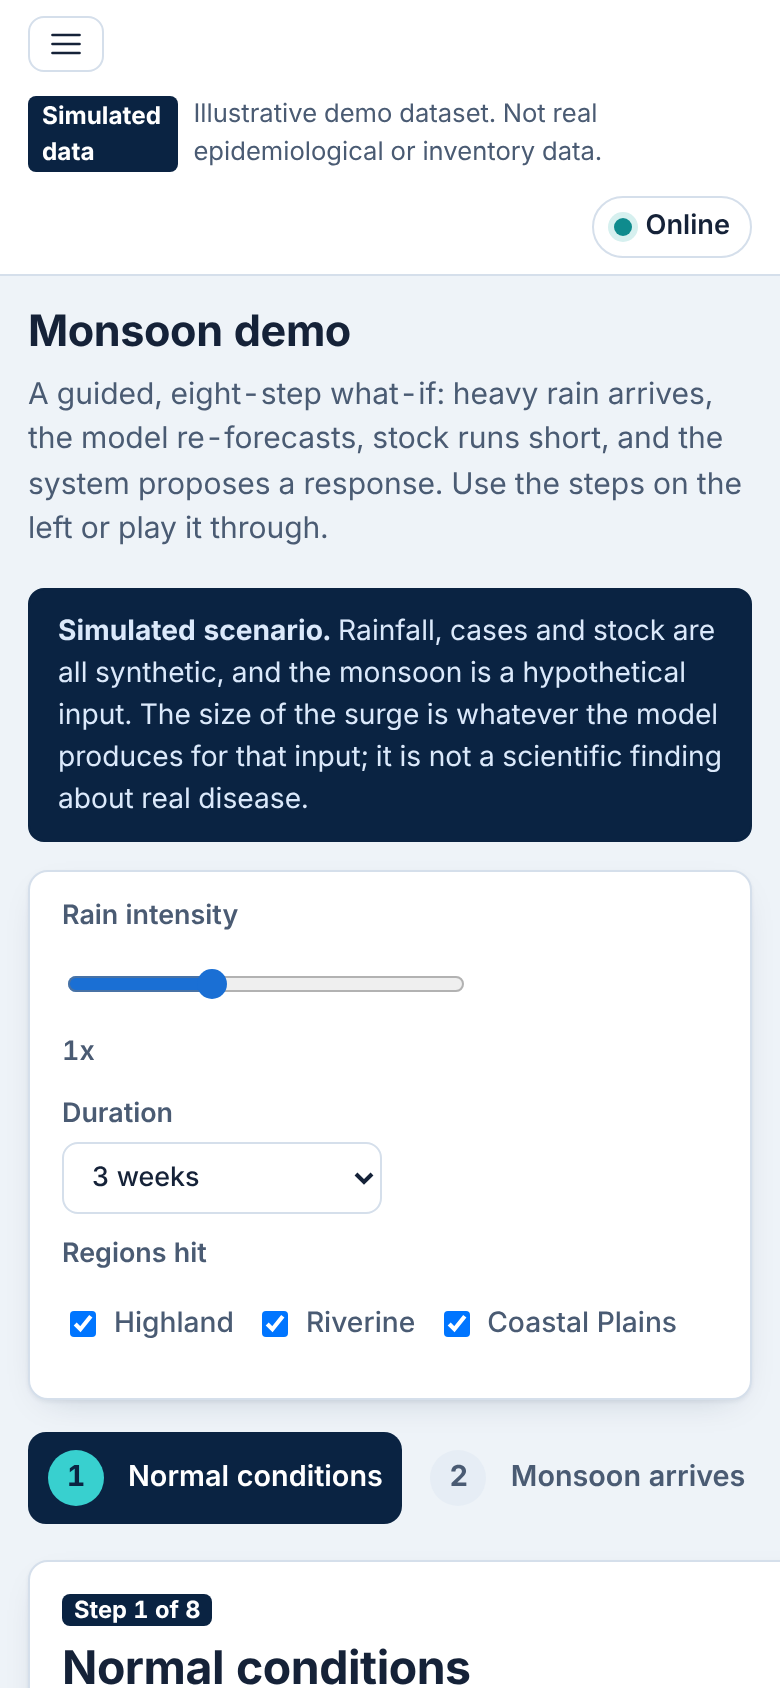 Simulated
data
Illustrative demo dataset. Not real
epidemiological or inventory data.
Online
Monsoon demo
A guided, eight-step what-if: heavy rain arrives,
the model re-forecasts, stock runs short, and the
system proposes a response. Use the steps on the
left or play it through.
Simulated scenario. Rainfall, cases and stock are
all synthetic, and the monsoon is a hypothetical
input. The size of the surge is whatever the model
produces for that input; it is not a scientific finding
about real disease.
Rain intensity
1x
Duration
3 weeks
Regions hit
Highland Riverine Coastal Plains
1 Normal conditions 2 Monsoon arrives
Step 1 of 8
Normal conditions